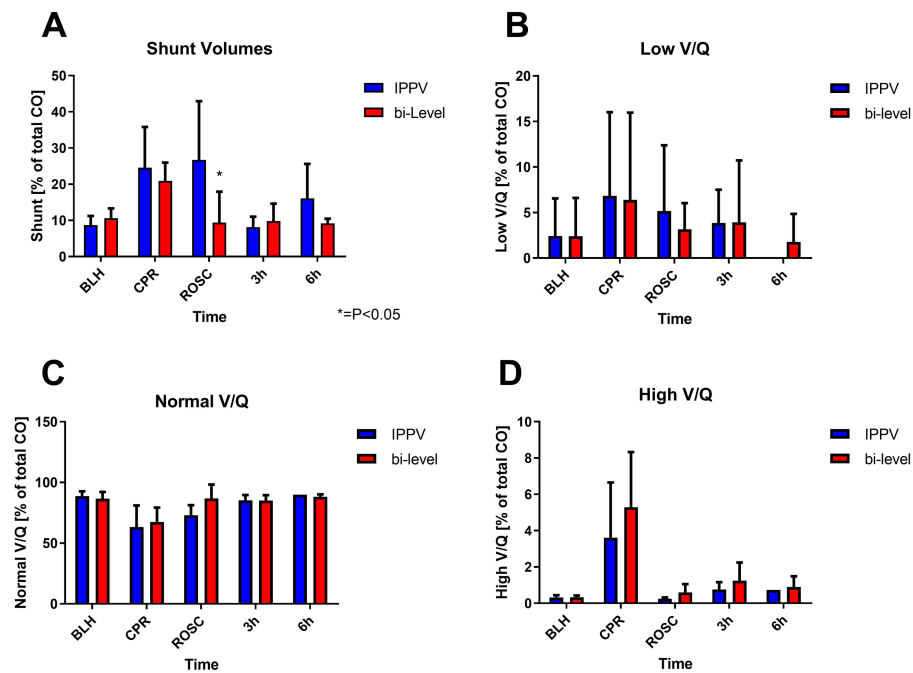 A
Shunt Volumes
Shunt [% of total CO]
50
40
30
20
10
0
*
BLH
CPR
ROSC
3h
6h
Time
IPPV
bi-Level
*=P<0.05
B
Low V/Q
Low V/Q [% of total CO]
20
15
10
5
0
BLH
CPR
ROSC
3h
6h
Time
IPPV
bi-level
C
Normal V/Q
Normal V/Q [% of total CO]
150
100
50
0
BLH
CPR
ROSC
3h
6h
Time
IPPV
bi-level
D
High V/Q
High V/Q [% of total CO]
10
8
6
4
2
0
BLH
CPR
ROSC
3h
6h
Time
IPPV
bi-level